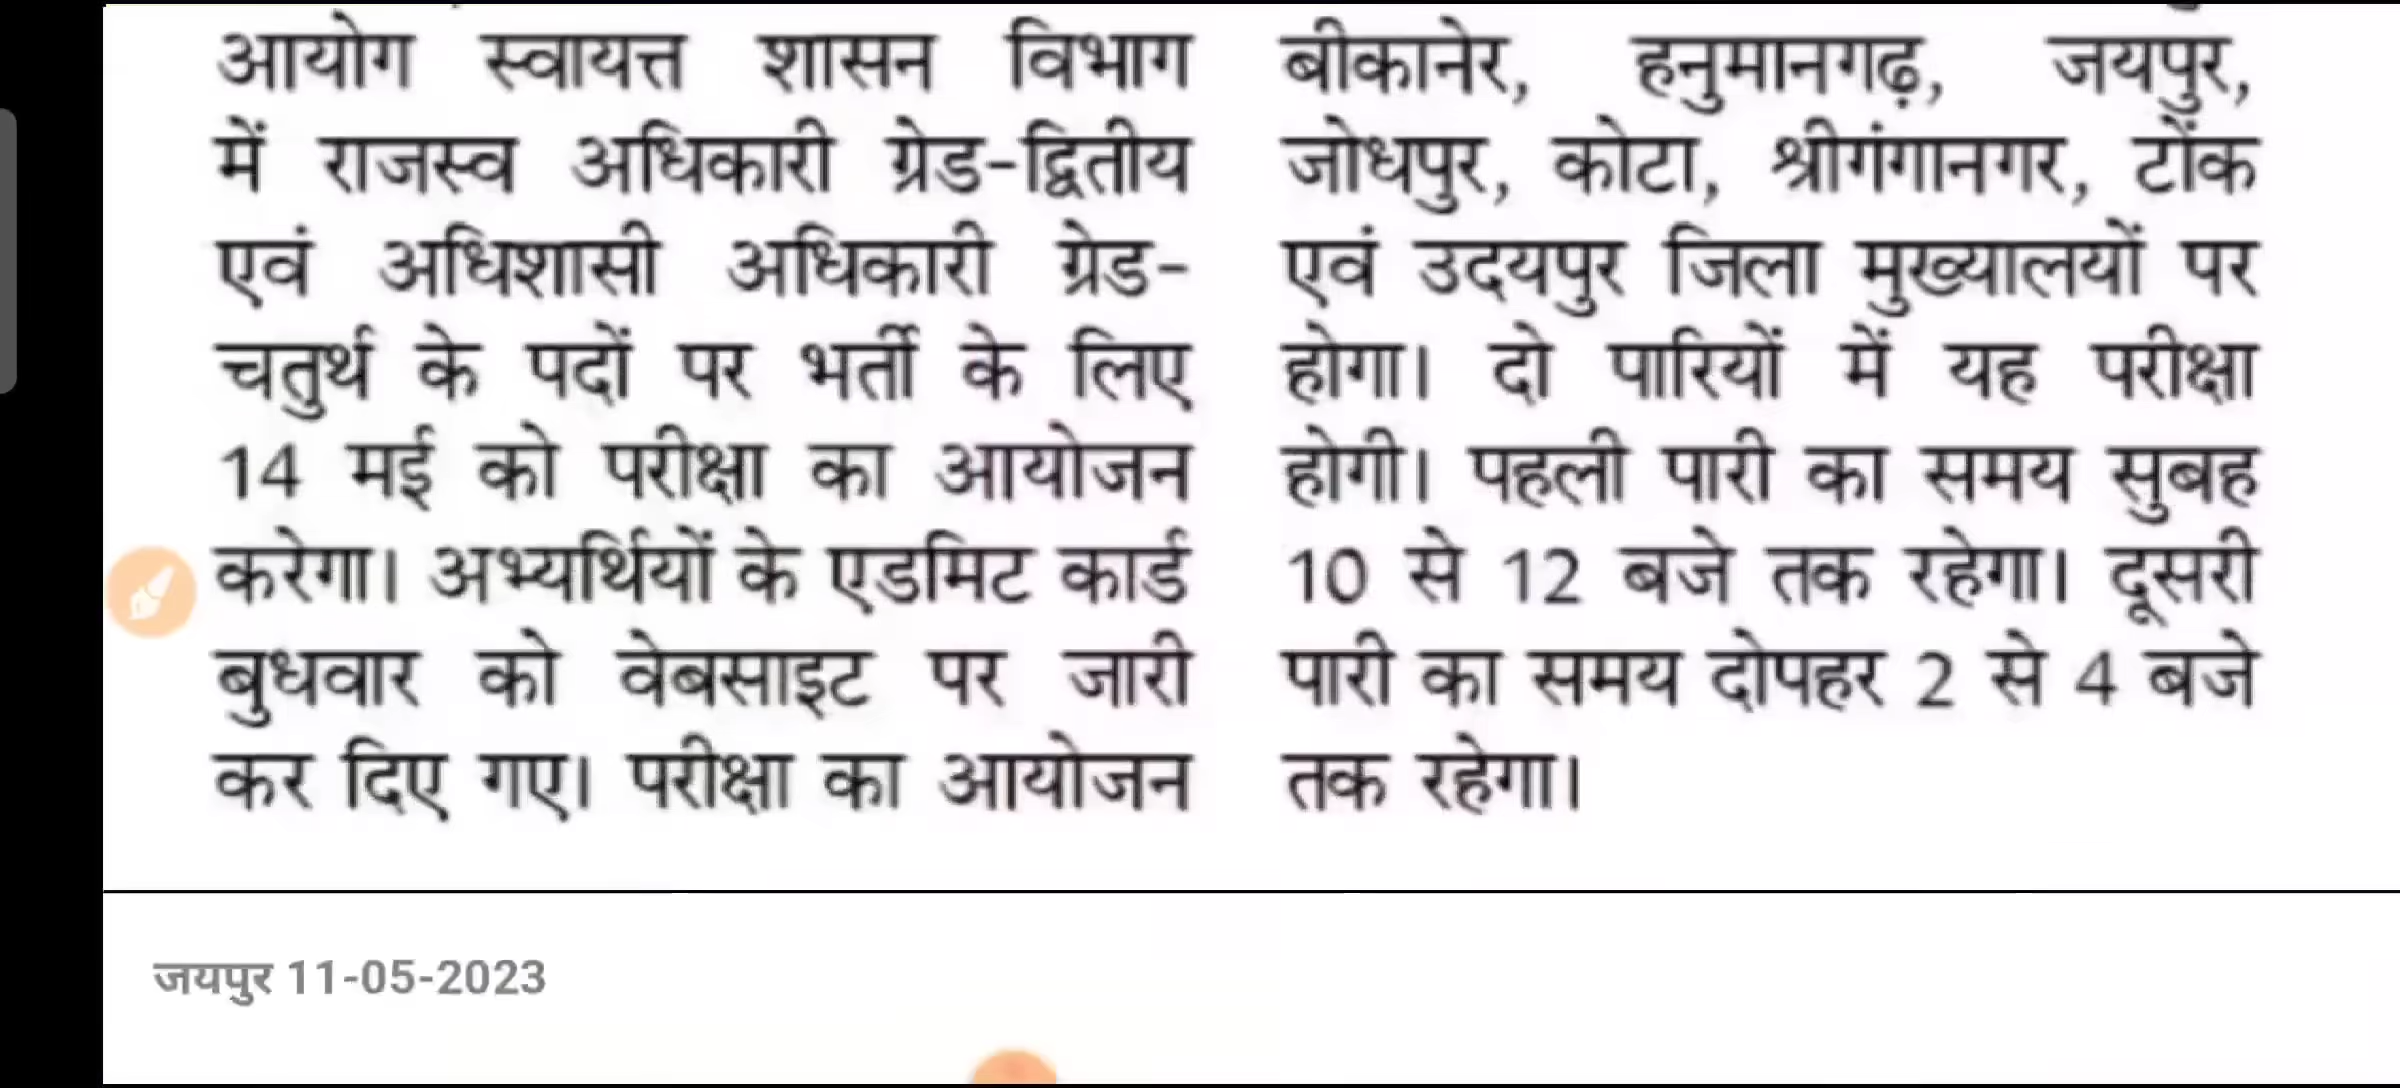 आयोग स्वायत्त शासन विभाग
में राजस्व अधिकारी ग्रेड-द्वितीय
एवं अधिशासी अधिकारी ग्रेड-
चतुर्थ के पदों पर भर्ती के लिए
14 मई को परीक्षा का आयोजन
करेगा। अभ्यर्थियों के एडमिट कार्ड
बुधवार को वेबसाइट पर जारी
कर दिए गए। परीक्षा का आयोजन
बीकानेर, हनुमानगढ़, जयपुर,
जोधपुर, कोटा, श्रीगंगानगर, टोंक
एवं उदयपुर जिला मुख्यालयों पर
होगा। दो पारियों में यह परीक्षा
होगी। पहली पारी का समय सुबह
10 से 12 बजे तक रहेगा। दूसरी
पारी का समय दोपहर 2 से 4 बजे
तक रहेगा।
जयपुर 11-05-2023